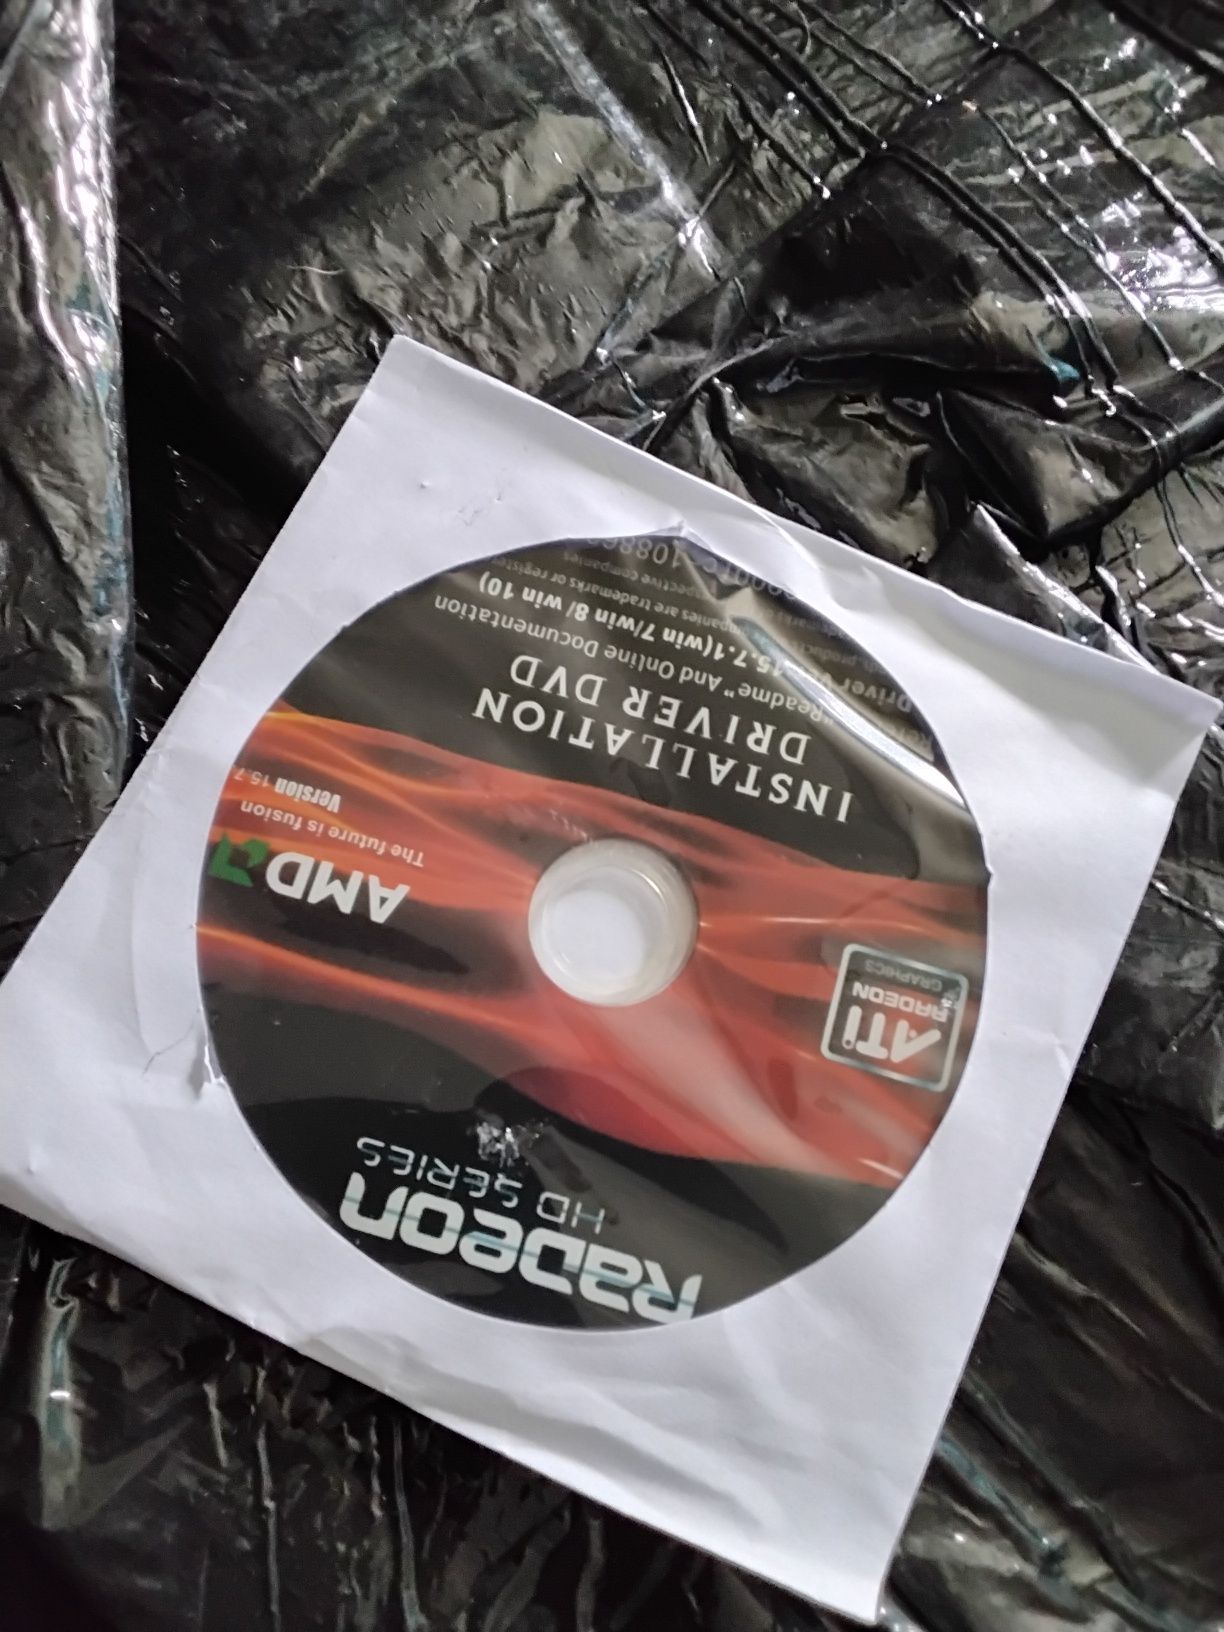 RADEON
HD SERIES
ATI
RADEON
GRAPHICS
AMD
The future is fusion
Version 15.7
INSTALLATION
DRIVER DVD
"Readme" And Online Documentation
Driver 15.7.1(win 7/win 8/ win 10)
companies are trademarks or
respective companies